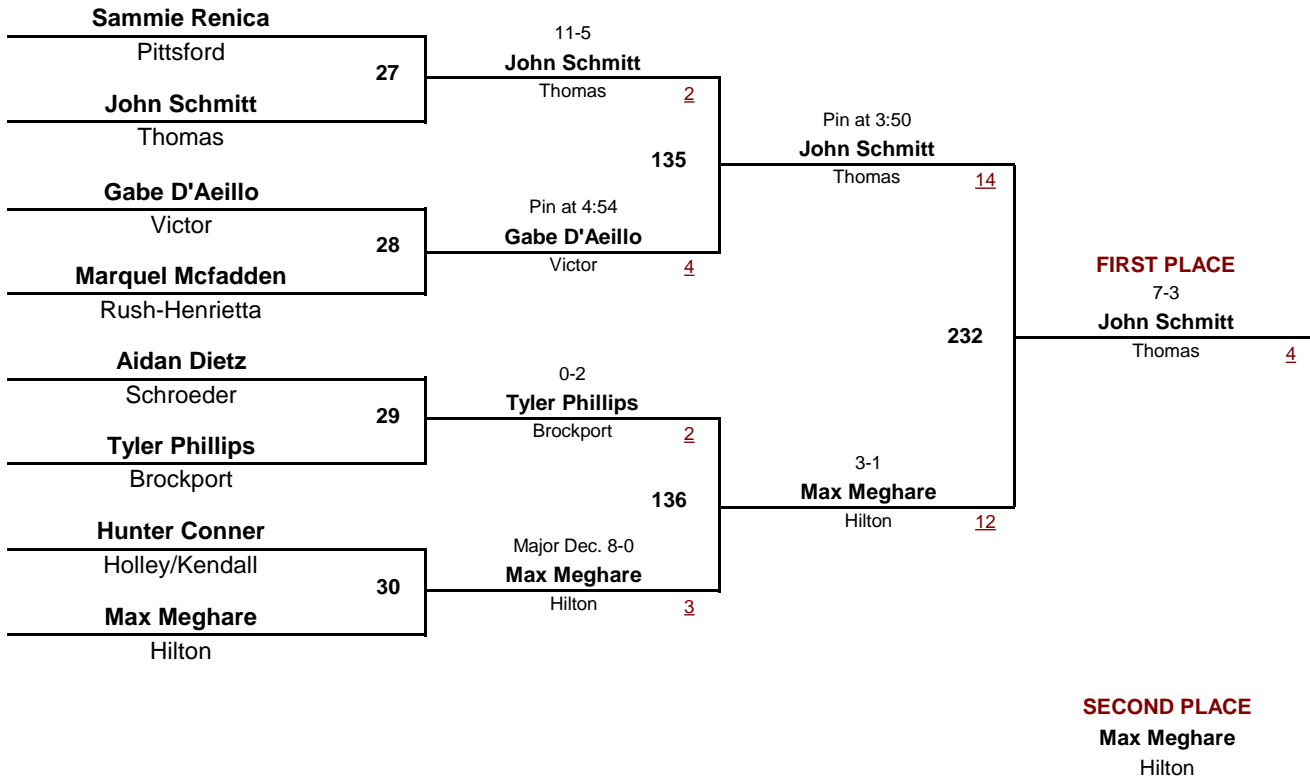 Sammie Renica
Pittsford
27
John Schmitt
Thomas
Gabe D'Aeillo
Victor
28
Marquel Mcfadden
Rush-Henrietta
Aidan Dietz
Schroeder
29
Tyler Phillips
Brockport
Hunter Conner
Holley/Kendall
30
Max Meghare
Hilton
11-5
John Schmitt
Thomas 2
135
Pin at 4:54
Gabe D'Aeillo
Victor 4
0-2
Tyler Phillips
Brockport 2
136
Major Dec. 8-0
Max Meghare
Hilton 3
Pin at 3:50
John Schmitt
Thomas 14
232
3-1
Max Meghare
Hilton 12
FIRST PLACE
7-3
John Schmitt
Thomas 4
SECOND PLACE
Max Meghare
Hilton